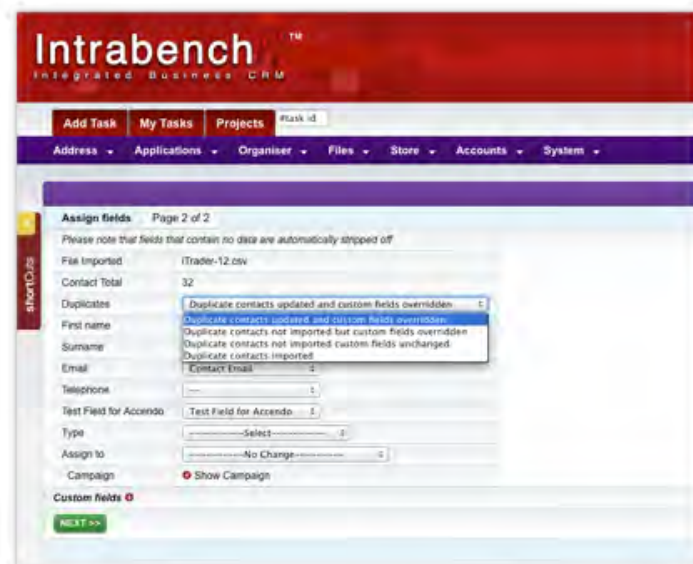 Intrabench ™
Integrated Business CRM
Add Task My Tasks Projects #task id
Address Applications Organiser Files Store Accounts System
Assign fields Page 2 of 2
Please note that fields that contain no data are automatically stripped off
File Imported iTrader-12.csv
Contact Total 32
shortCuts
Duplicates Duplicate contacts updated and custom fields overridden
First name Duplicate contacts updated and custom fields overridden
Duplicate contacts not imported but custom fields overridden
Surname Duplicate contacts not imported custom fields unchanged
Duplicate contacts imported
Email Contact Email
Telephone ---
Test Field for Accendo Test Field for Accendo
Type ---------------Select---------------
Assign to ---------------No Change---------------
Campaign Show Campaign
Custom fields
NEXT >>